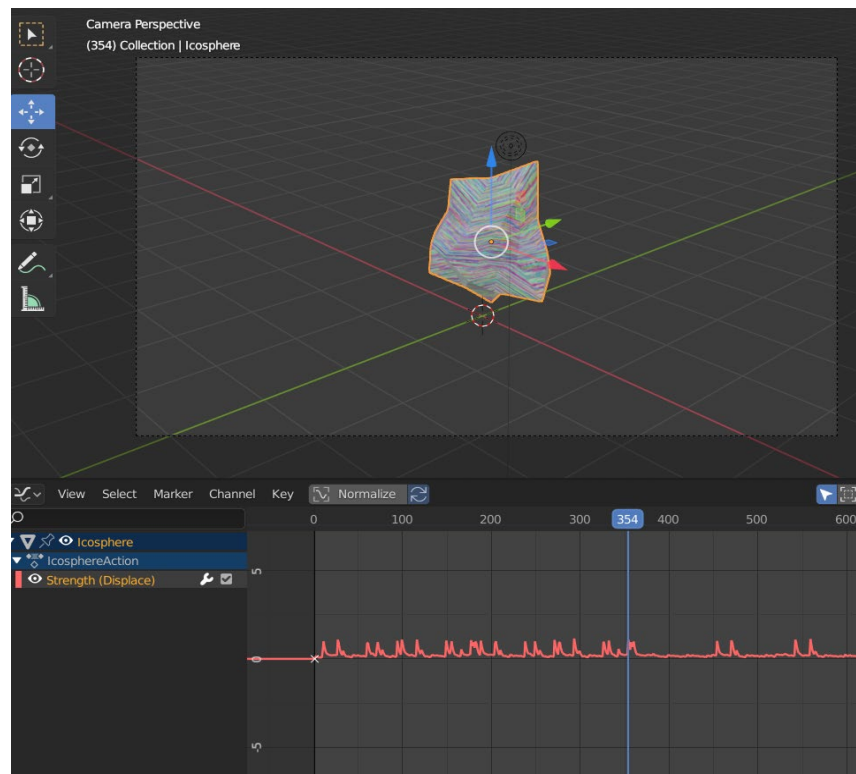 Camera Perspective
(354) Collection | Icosphere
View Select Marker Channel Key Normalize
0 100 200 300 354 400 500 600
Icosphere
IcosphereAction
Strength (Displace)
5
0
-5